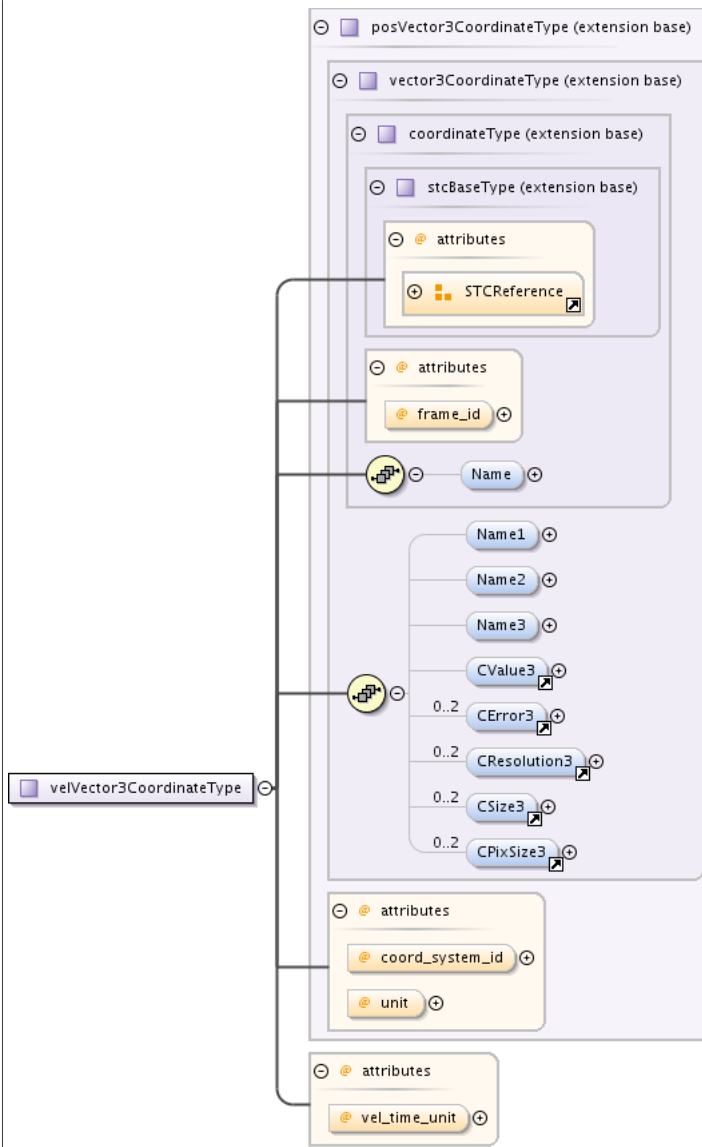 posVector3CoordinateType (extension base)
vector3CoordinateType (extension base)
coordinateType (extension base)
stcBaseType (extension base)
@ attributes
STCReference
@ attributes
@ frame_id
Name
Name1
Name2
Name3
CValue3
0..2 CError3
0..2 CResolution3
velVector3CoordinateType
0..2 CSize3
0..2 CPixSize3
@ attributes
@ coord_system_id
@ unit
@ attributes
@ vel_time_unit